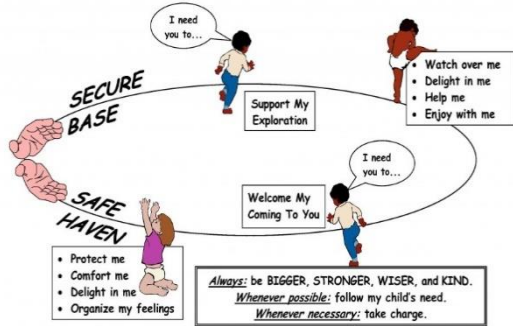 I need
you to...
SECURE
BASE
Support My
Exploration
• Watch over me
• Delight in me
• Help me
• Enjoy with me
I need
you to...
Welcome My
Coming To You
SAFE
HAVEN
• Protect me
• Comfort me
• Delight in me
• Organize my feelings
Always: be BIGGER, STRONGER, WISER, and KIND.
Whenever possible: follow my child's need.
Whenever necessary: take charge.